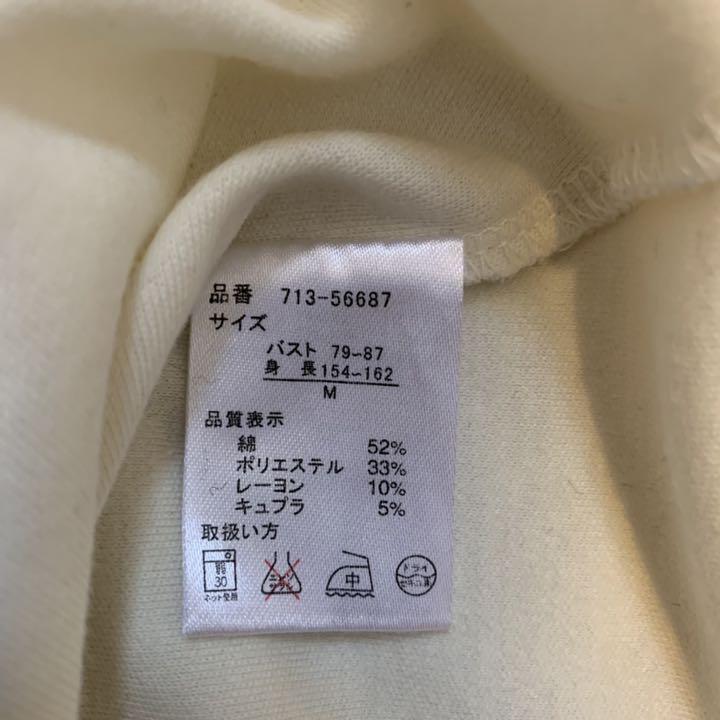 品番 713-56687
サイズ
バスト 79~87
身長 154~162
M
品質表示
綿 52%
ポリエステル 33%
レーヨン 10%
キュプラ 5%
取扱い方
弱
30
ネット使用
中
ドライ